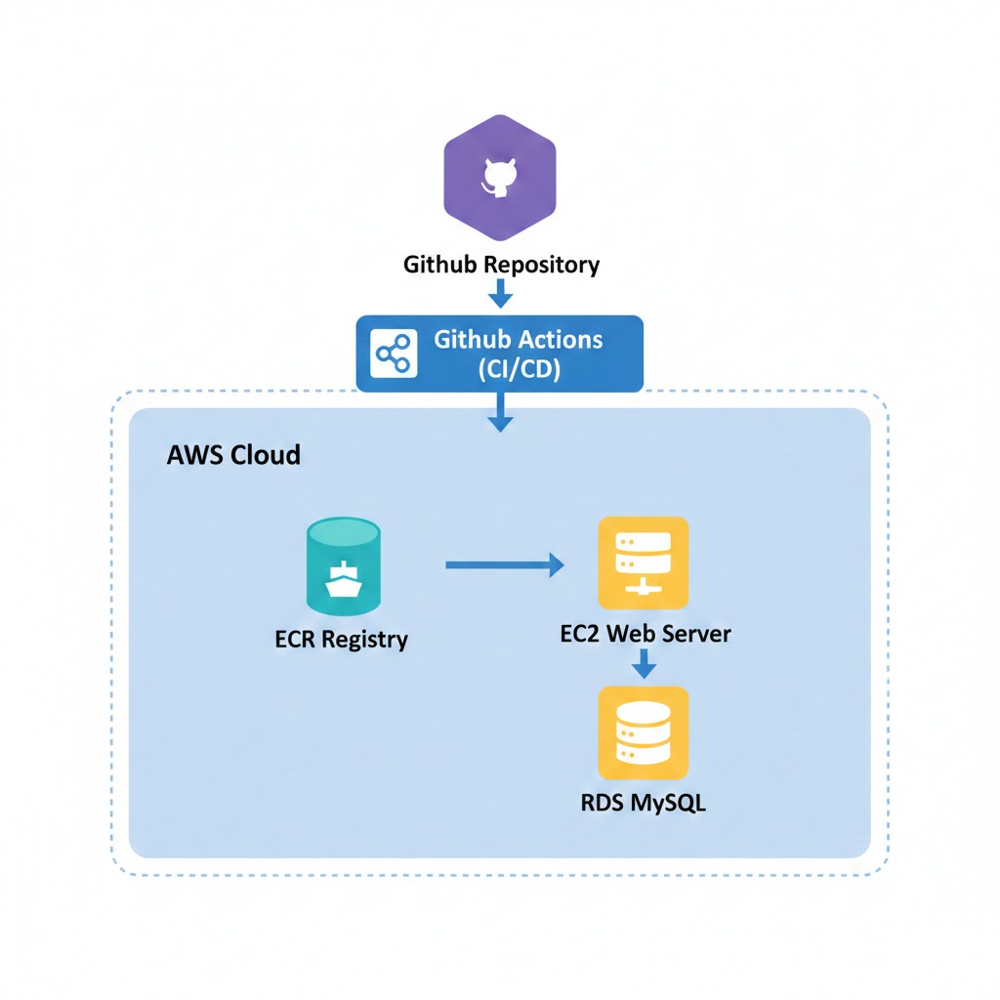 Github Repository
Github Actions
(CI/CD)
AWS Cloud
ECR Registry
EC2 Web Server
RDS MySQL